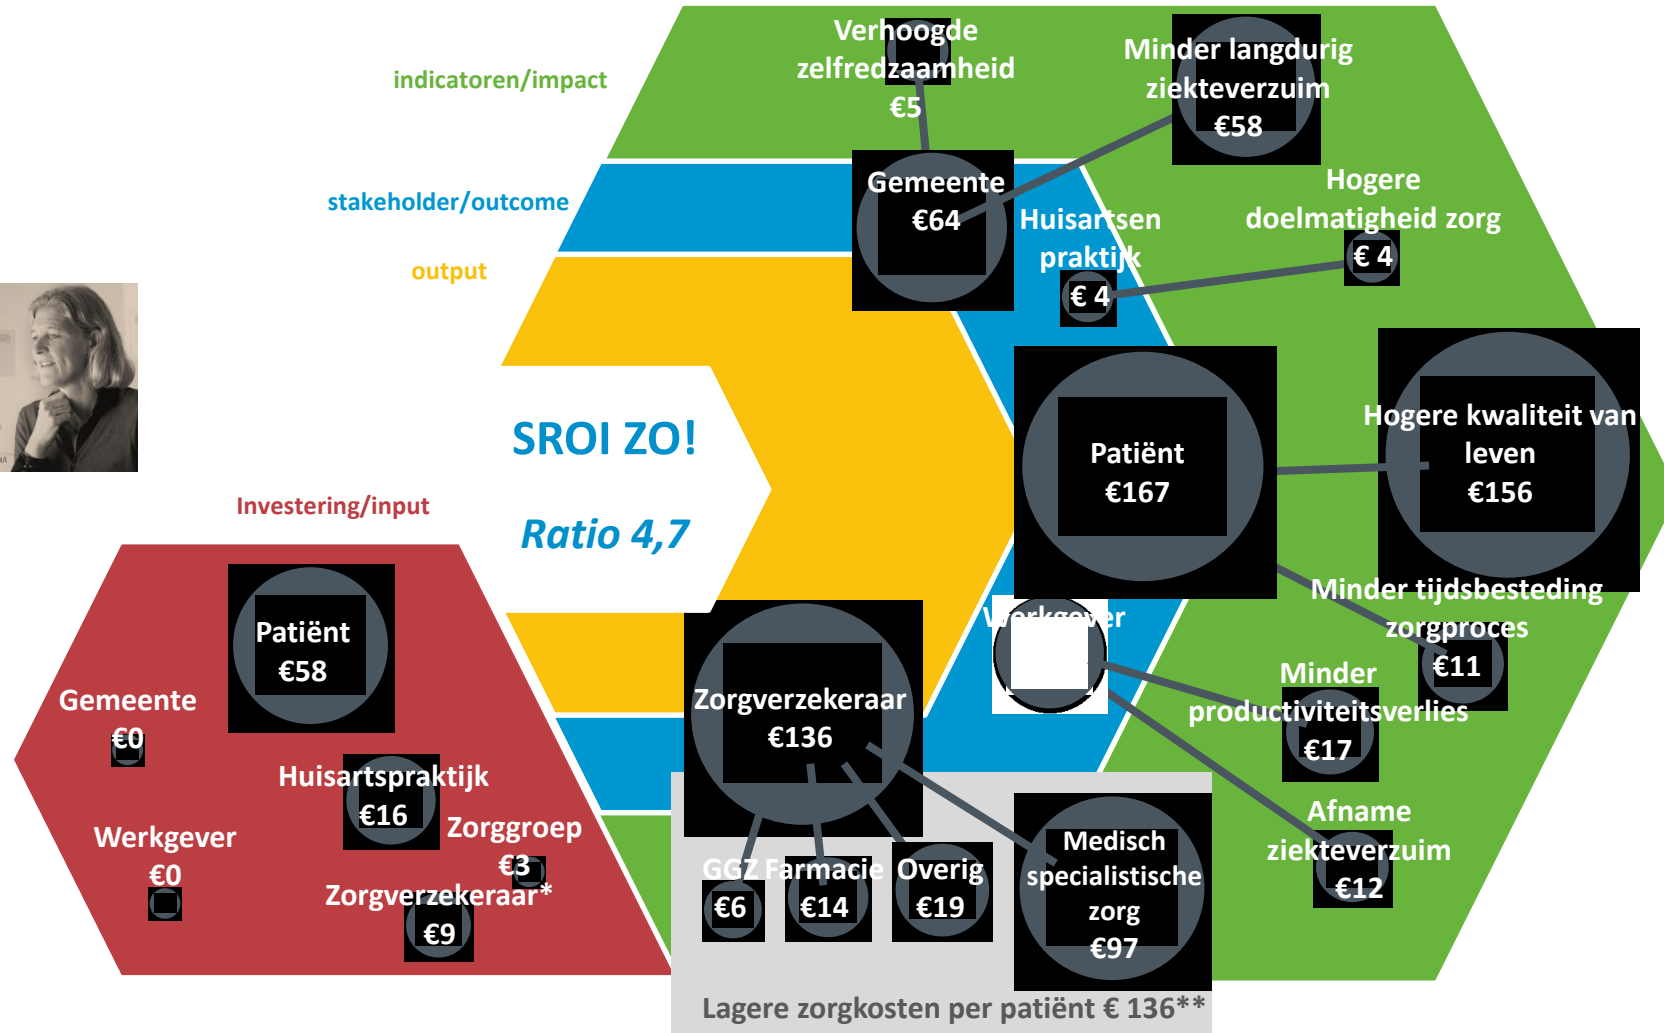 indicatoren/impact
stakeholder/outcome
output
Verhoogde
zelfredzaamheid
€5
Minder langdurig
ziekteverzuim
€58
Gemeente
€64
Huisartsen
praktijk
€ 4
Hogere
doelmatigheid zorg
€ 4
SROI ZO!
Ratio 4,7
Patiënt
€167
Hogere kwaliteit van
leven
€156
Minder tijdsbesteding
zorgproces
€11
Werkgever
Minder
productiviteitsverlies
€17
Afname
ziekteverzuim
€12
Zorgverzekeraar
€136
GGZ
€6
Farmacie
€14
Overig
€19
Medisch
specialistische
zorg
€97
Lagere zorgkosten per patiënt € 136**
Investering/input
Patiënt
€58
Gemeente
€0
Huisartspraktijk
€16
Werkgever
€0
Zorggroep
€3
Zorgverzekeraar*
€9